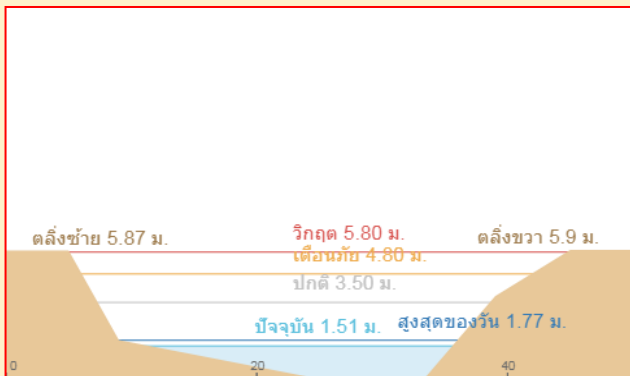 วิกฤต 5.80 ม.
ตลิ่งซ้าย 5.87 ม.
ตลิ่งขวา 5.9 ม.
เตือนภัย 4.80 ม.
ปกติ 3.50 ม.
ปัจจุบัน 1.51 ม.
สูงสุดของวัน 1.77 ม.
0
20
40